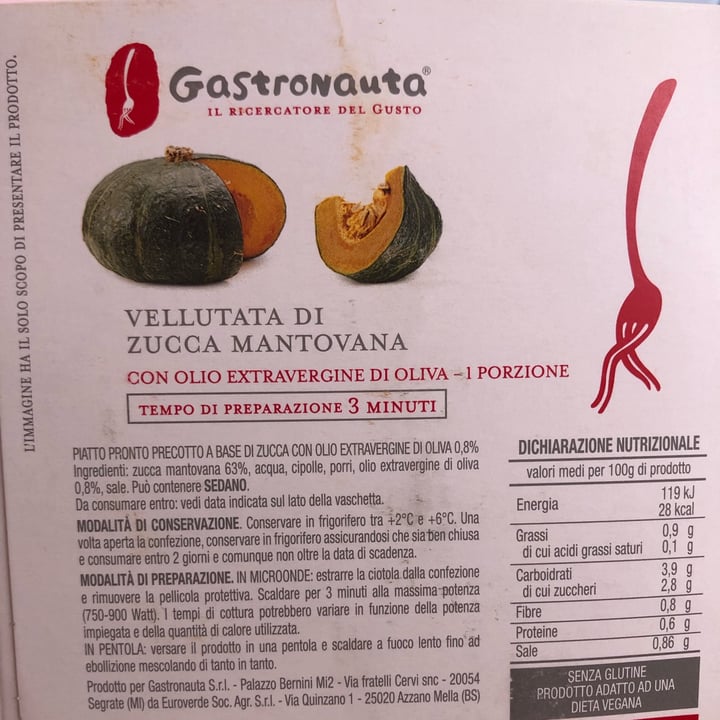 L'IMMAGINE HA IL SOLO SCOPO DI PRESENTARE IL PRODOTTO.
GastroNauta®
IL RICERCATORE DEL GUSTO
VELLUTATA DI
ZUCCA MANTOVANA
CON OLIO EXTRAVERGINE DI OLIVA - 1 PORZIONE
TEMPO DI PREPARAZIONE 3 MINUTI
PIATTO PRONTO PRECOTTO A BASE DI ZUCCA CON OLIO EXTRAVERGINE DI OLIVA 0,8%
Ingredienti: zucca mantovana 63%, acqua, cipolle, porri, olio extravergine di oliva
0,8%, sale. Può contenere SEDANO.
Da consumare entro: vedi data indicata sul lato della vaschetta.
MODALITÀ DI CONSERVAZIONE. Conservare in frigorifero tra +2°C e +6°C. Una
volta aperta la confezione, conservare in frigorifero assicurandosi che sia ben chiusa
e consumare entro 2 giorni e comunque non oltre la data di scadenza.
MODALITÀ DI PREPARAZIONE. IN MICROONDE: estrarre la ciotola dalla confezione
e rimuovere la pellicola protettiva. Scaldare per 3 minuti alla massima potenza
(750-900 Watt). I tempi di cottura potrebbero variare in funzione della potenza
impiegata e della quantità di calore utilizzata.
IN PENTOLA: versare il prodotto in una pentola e scaldare a fuoco lento fino ad
ebollizione mescolando di tanto in tanto.
Prodotto per Gastronauta S.r.l. - Palazzo Bernini Mi2 - Via fratelli Cervi snc - 20054
Segrate (MI) da Euroverde Soc. Agr. S.r.l. - Via Quinzano 1 - 25020 Azzano Mella (BS)
DICHIARAZIONE NUTRIZIONALE
valori medi per 100g di prodotto
Energia 119 kJ
28 kcal
Grassi 0,9 g
di cui acidi grassi saturi 0,1 g
Carboidrati 3,9 g
di cui zuccheri 2,8 g
Fibre 0,8 g
Proteine 0,6 g
Sale 0,86 g
SENZA GLUTINE
PRODOTTO ADATTO AD UNA
DIETA VEGANA